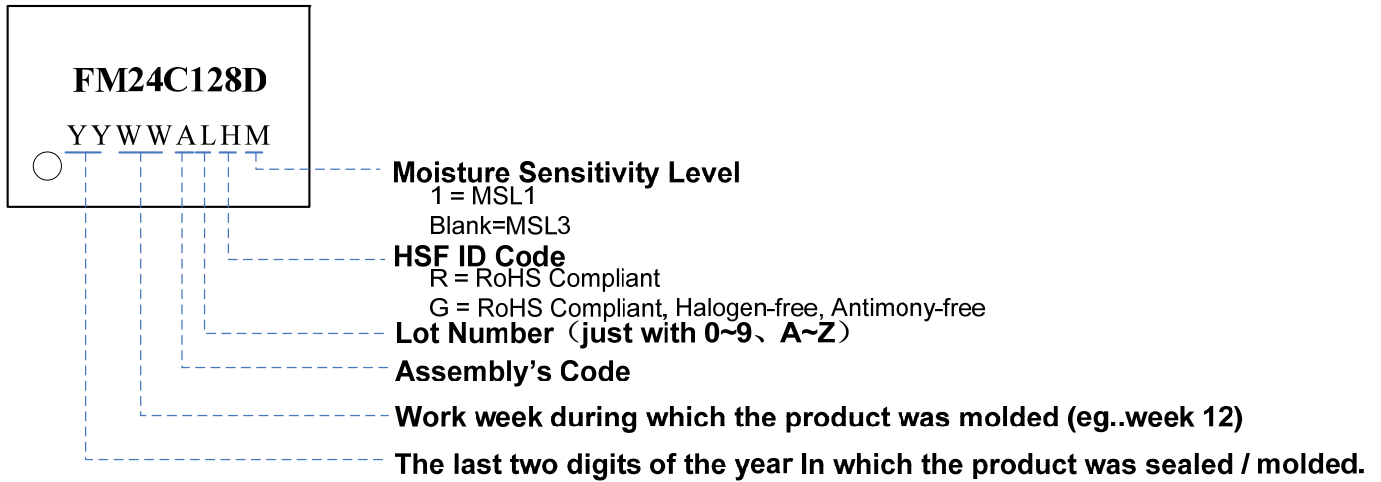 FM24C128D
YYWWALHM
Moisture Sensitivity Level
1 = MSL1
Blank=MSL3
HSF ID Code
R = RoHS Compliant
G = RoHS Compliant, Halogen-free, Antimony-free
Lot Number（just with 0~9、A~Z）
Assembly’s Code
Work week during which the product was molded (eg..week 12)
The last two digits of the year In which the product was sealed / molded.